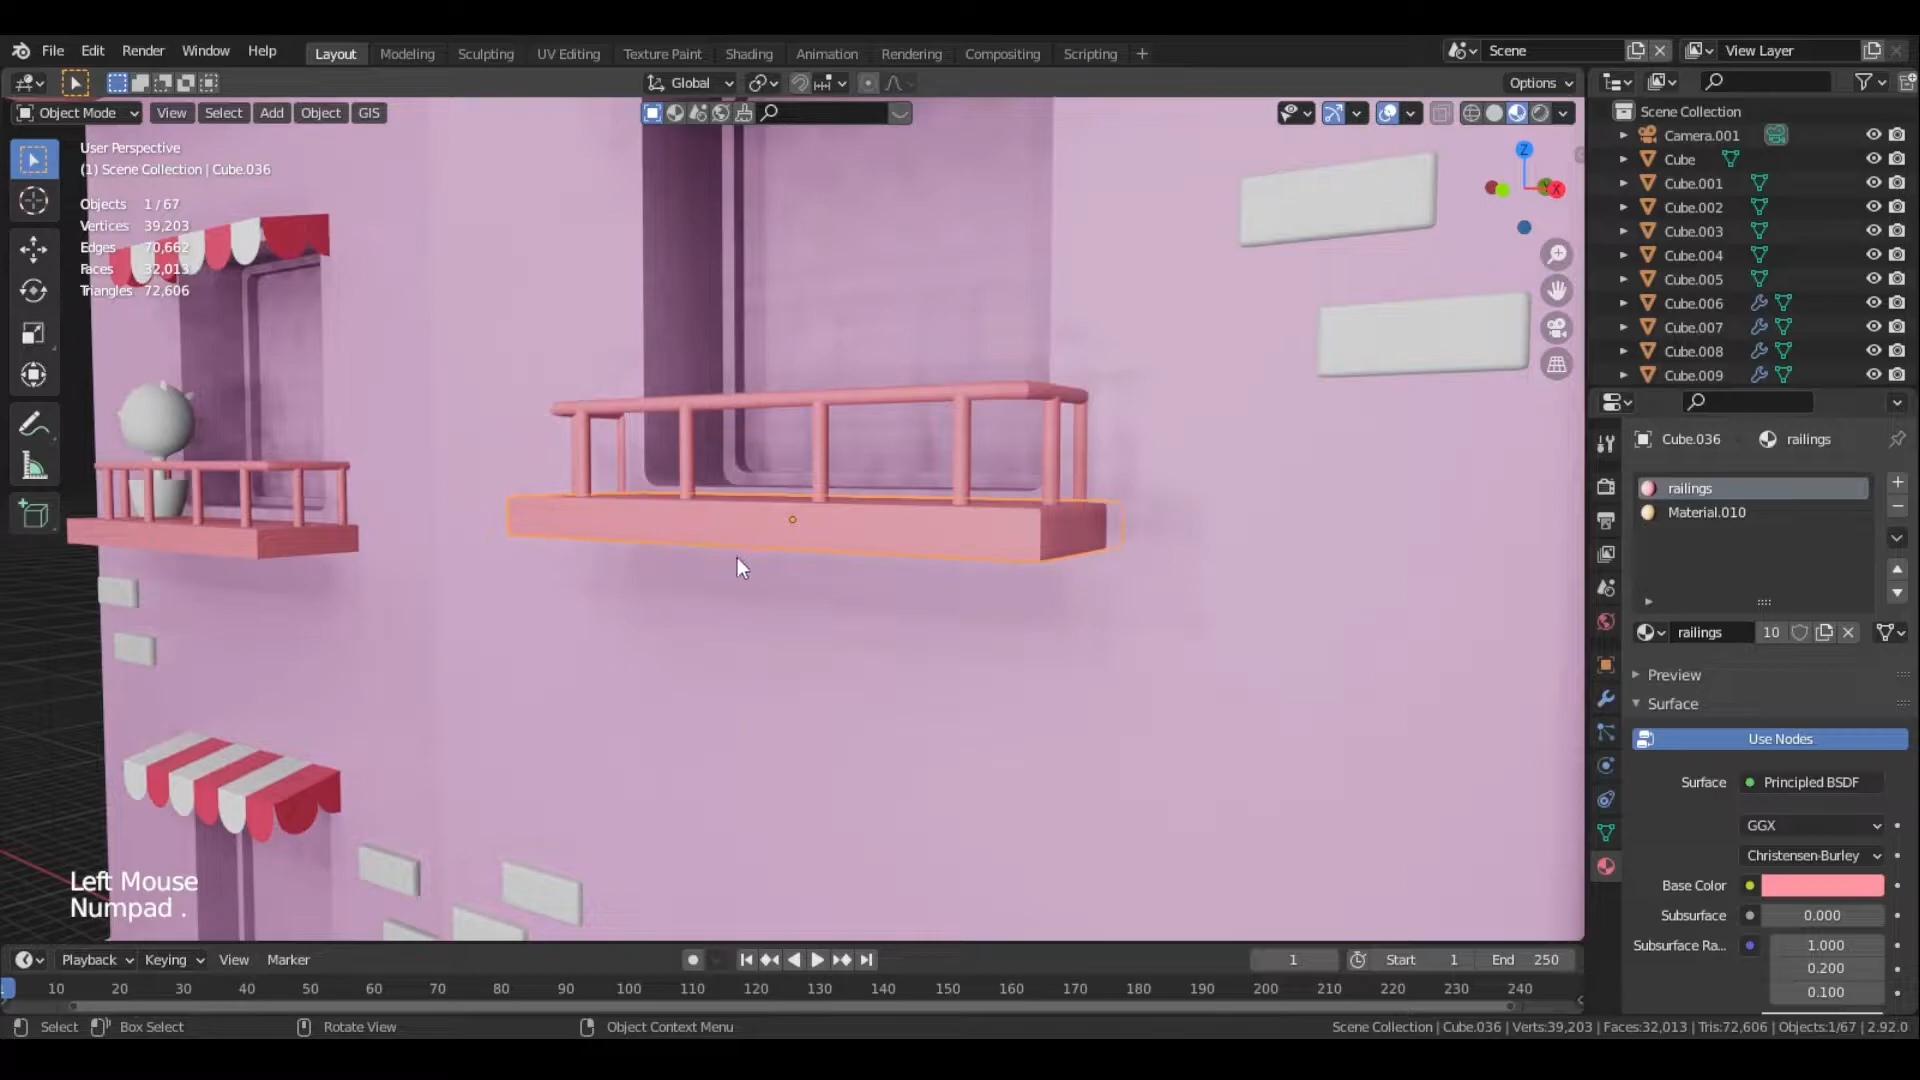 File Edit Render Window Help Layout Modeling Sculpting UV Editing Texture Paint Shading Animation Rendering Compositing Scripting + Scene View Layer
Global Options
Object Mode View Select Add Object GIS
User Perspective
(1) Scene Collection | Cube.036
Objects 1 / 67
Vertices 39,203
Edges 70,662
Faces 32,013
Triangles 72,606
Z
X
Left Mouse
Numpad .
Scene Collection
Camera.001
Cube
Cube.001
Cube.002
Cube.003
Cube.004
Cube.005
Cube.006
Cube.007
Cube.008
Cube.009
Cube.036 railings
railings
Material.010
railings 10
Preview
Surface
Use Nodes
Surface Principled BSDF
GGX
Christensen-Burley
Base Color
Subsurface 0.000
Subsurface Ra... 1.000
0.200
0.100
Playback Keying View Marker 1 Start 1 End 250
10 20 30 40 50 60 70 80 90 100 110 120 130 140 150 160 170 180 190 200 210 220 230 240
Select Box Select Rotate View Object Context Menu Scene Collection | Cube.036 | Verts:39,203 | Faces:32,013 | Tris:72,606 | Objects:1/67 | 2.92.0